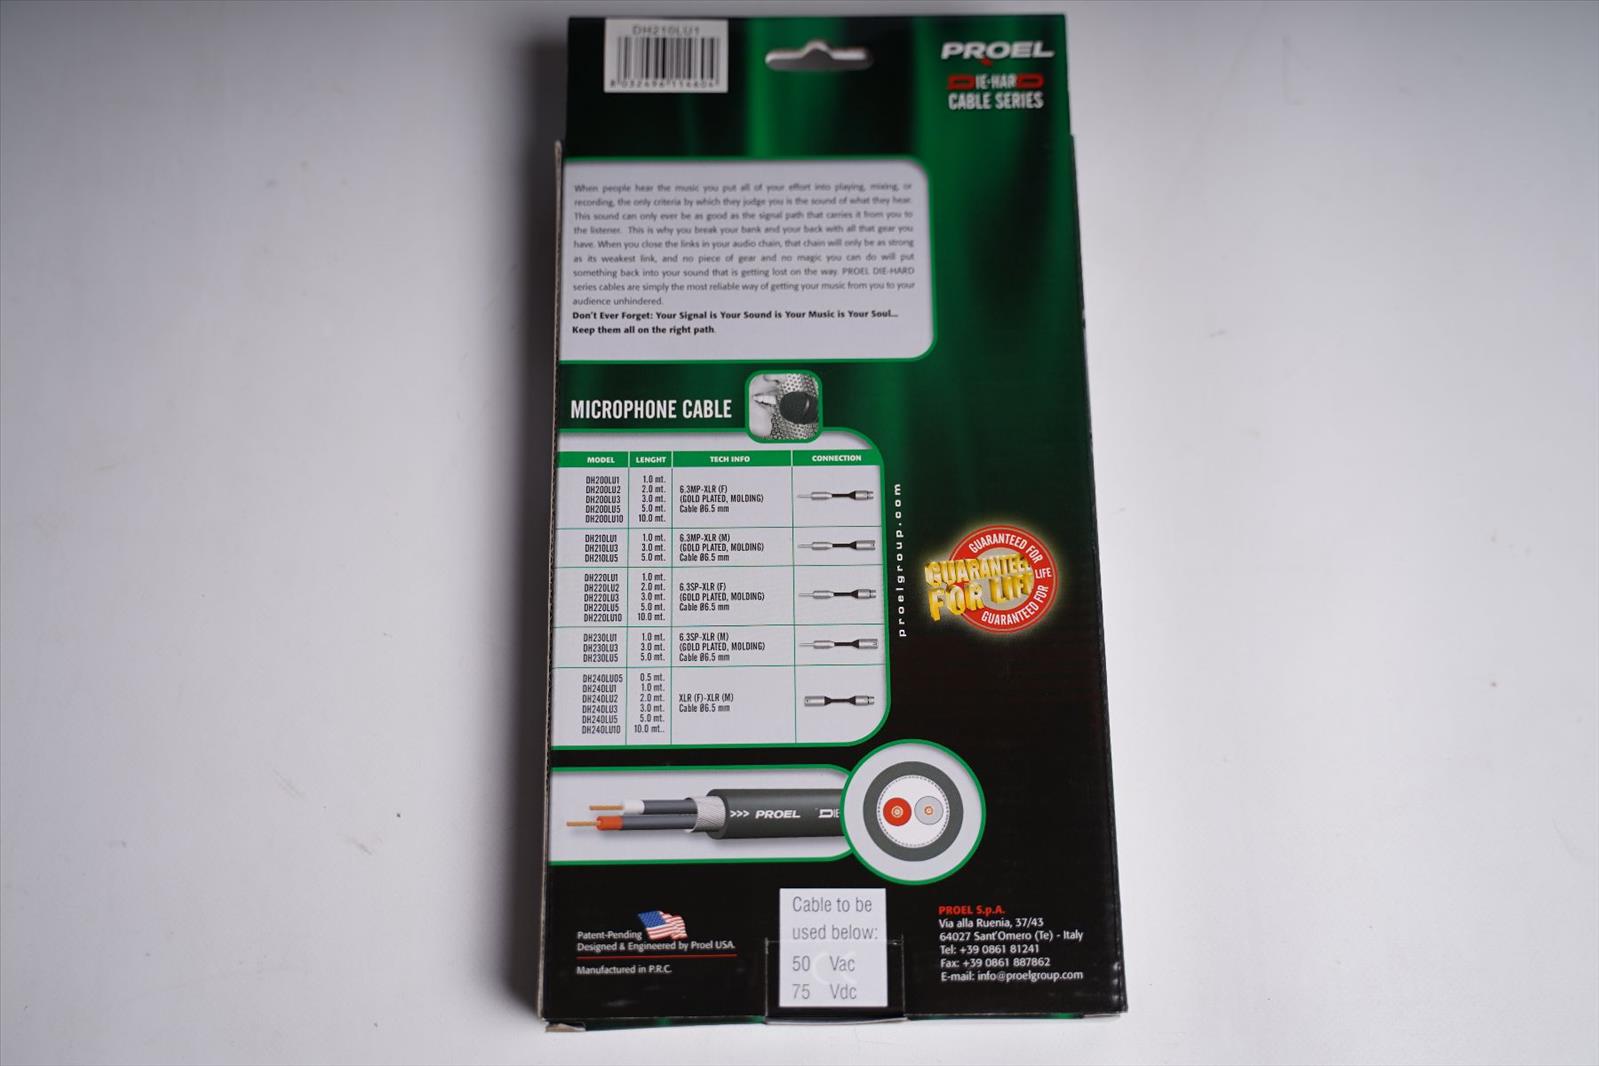 DH210LU1
8 032496 114604
PROEL
DIE-HARD
CABLE SERIES
When people hear the music you put all of your effort into playing, mixing, or
recording, the only criteria by which they judge you is the sound of what they hear.
This sound can only ever be as good as the signal path that carries it from you to
the listener. This is why you break your bank and your back with all that gear you
have. When you close the links in your audio chain, that chain will only be as strong
as its weakest link, and no piece of gear and no magic you can do will put
something back into your sound that is getting lost on the way. PROEL DIE-HARD
series cables are simply the most reliable way of getting your music from you to your
audience unhindered.
Don't Ever Forget: Your Signal is Your Sound is Your Music is Your Soul...
Keep them all on the right path.
MICROPHONE CABLE
MODEL LENGHT TECH INFO CONNECTION
DH200LU1 1.0 mt.
DH200LU2 2.0 mt. 6.3MP-XLR (F)
DH200LU3 3.0 mt. (GOLD PLATED, MOLDING)
DH200LU5 5.0 mt. Cable Ø6.5 mm
DH200LU10 10.0 mt.
DH210LU1 1.0 mt. 6.3MP-XLR (M)
DH210LU3 3.0 mt. (GOLD PLATED, MOLDING)
DH210LU5 5.0 mt. Cable Ø6.5 mm
DH220LU1 1.0 mt.
DH220LU2 2.0 mt. 6.3SP-XLR (F)
DH220LU3 3.0 mt. (GOLD PLATED, MOLDING)
DH220LU5 5.0 mt. Cable Ø6.5 mm
DH220LU10 10.0 mt.
DH230LU1 1.0 mt. 6.3SP-XLR (M)
DH230LU3 3.0 mt. (GOLD PLATED, MOLDING)
DH230LU5 5.0 mt. Cable Ø6.5 mm
DH240LU05 0.5 mt.
DH240LU1 1.0 mt.
DH240LU2 2.0 mt. XLR (F)-XLR (M)
DH240LU3 3.0 mt. Cable Ø6.5 mm
DH240LU5 5.0 mt.
DH240LU10 10.0 mt..
proelgroup.com
GUARANTEED FOR LIFE
GUARANTEED FOR
GUARANTEE
FOR LIFE
>>> PROEL DIE
Patent-Pending
Designed & Engineered by Proel USA.
Manufactured in P.R.C.
Cable to be
used below:
50 Vac
75 Vdc
PROEL S.p.A.
Via alla Ruenia, 37/43
64027 Sant'Omero (Te) - Italy
Tel: +39 0861 81241
Fax: +39 0861 887862
E-mail: info@proelgroup.com